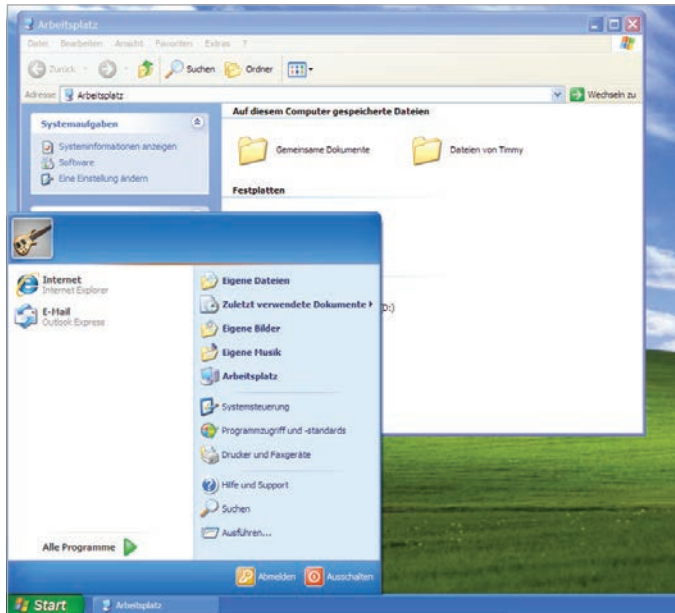 Arbeitsplatz
Datei Bearbeiten Ansicht Favoriten Extras ?
Zurück Suchen Ordner
Adresse Arbeitsplatz Wechseln zu
Systemaufgaben
Systeminformationen anzeigen
Software
Eine Einstellung ändern
Auf diesem Computer gespeicherte Dateien
Gemeinsame Dokumente Dateien von Timmy
Festplatten
D:)
Internet
Internet Explorer
E-Mail
Outlook Express
Alle Programme
Eigene Dateien
Zuletzt verwendete Dokumente
Eigene Bilder
Eigene Musik
Arbeitsplatz
Systemsteuerung
Programmzugriff und -standards
Drucker und Faxgeräte
Hilfe und Support
Suchen
Ausführen...
Abmelden Ausschalten
Start Arbeitsplatz